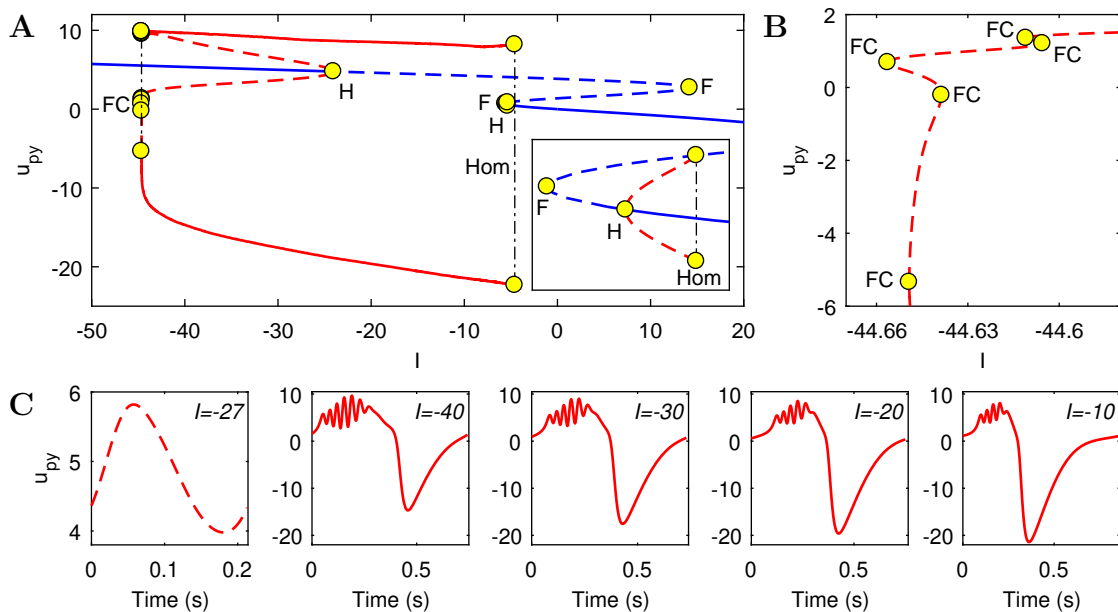 A
u_py
10
0
-10
-20
H
FC
F
F
H
Hom
F
H
Hom
-50
-40
-30
-20
-10
0
10
20
I
B
u_py
2
0
-2
-4
-6
FC
FC
FC
FC
FC
-44.66
-44.63
-44.6
I
C
u_py
6
5
4
I=-27
0
0.1
0.2
Time (s)
10
0
-10
-20
I=-40
0
0.5
Time (s)
10
0
-10
-20
I=-30
0
0.5
Time (s)
10
0
-10
-20
I=-20
0
0.5
Time (s)
10
0
-10
-20
I=-10
0
0.5
Time (s)